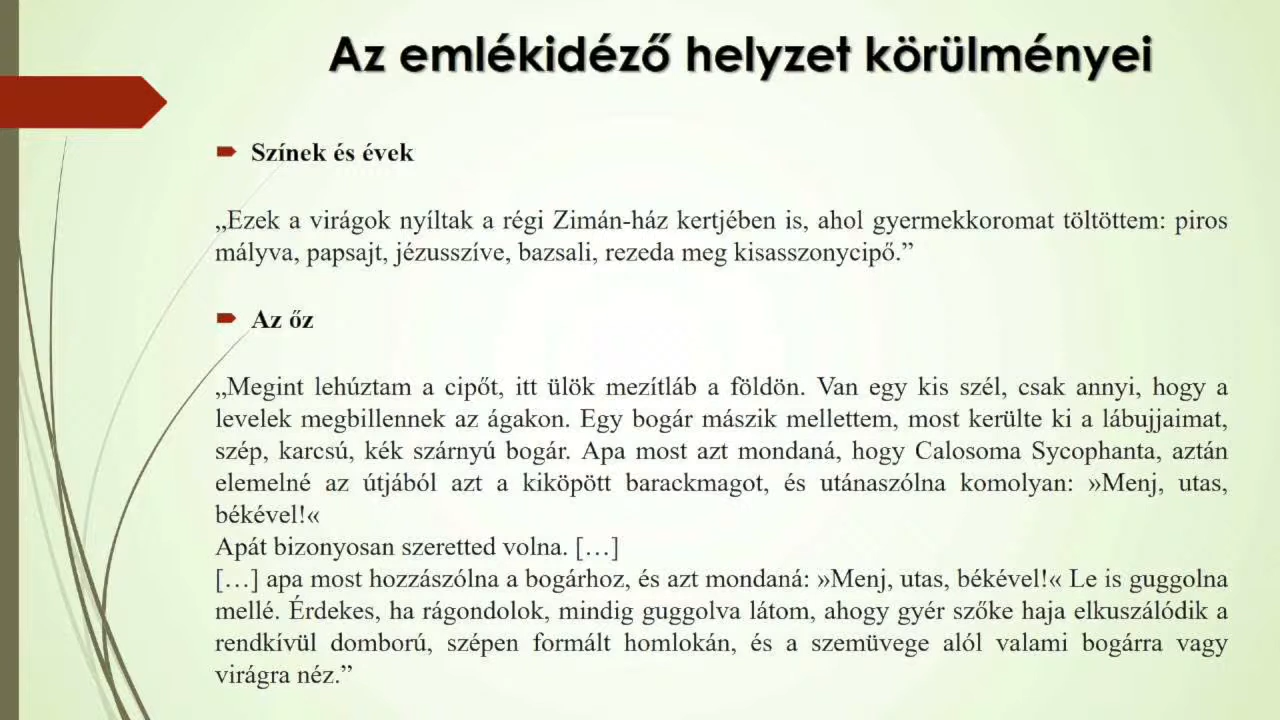 Az emlékidéző helyzet körülményei
Színek és évek
„Ezek a virágok nyíltak a régi Zimán-ház kertjében is, ahol gyermekkoromat töltöttem: piros
mályva, papsajt, jézusszíve, bazsali, rezeda meg kisasszonycipő.”
Az őz
„Megint lehúztam a cipőt, itt ülök mezítláb a földön. Van egy kis szél, csak annyi, hogy a
levelek megbillennek az ágakon. Egy bogár mászik mellettem, most kerülte ki a lábujjaimat,
szép, karcsú, kék szárnyú bogár. Apa most azt mondaná, hogy Calosoma Sycophanta, aztán
elemelné az útjából azt a kiköpött barackmagot, és utánaszólna komolyan: »Menj, utas,
békével!«
Apát bizonyosan szeretted volna. […]
[…] apa most hozzászólna a bogárhoz, és azt mondaná: »Menj, utas, békével!« Le is guggolna
mellé. Érdekes, ha rágondolok, mindig guggolva látom, ahogy gyér szőke haja elkuszálódik a
rendkívül domború, szépen formált homlokán, és a szemüvege alól valami bogárra vagy
virágra néz.”